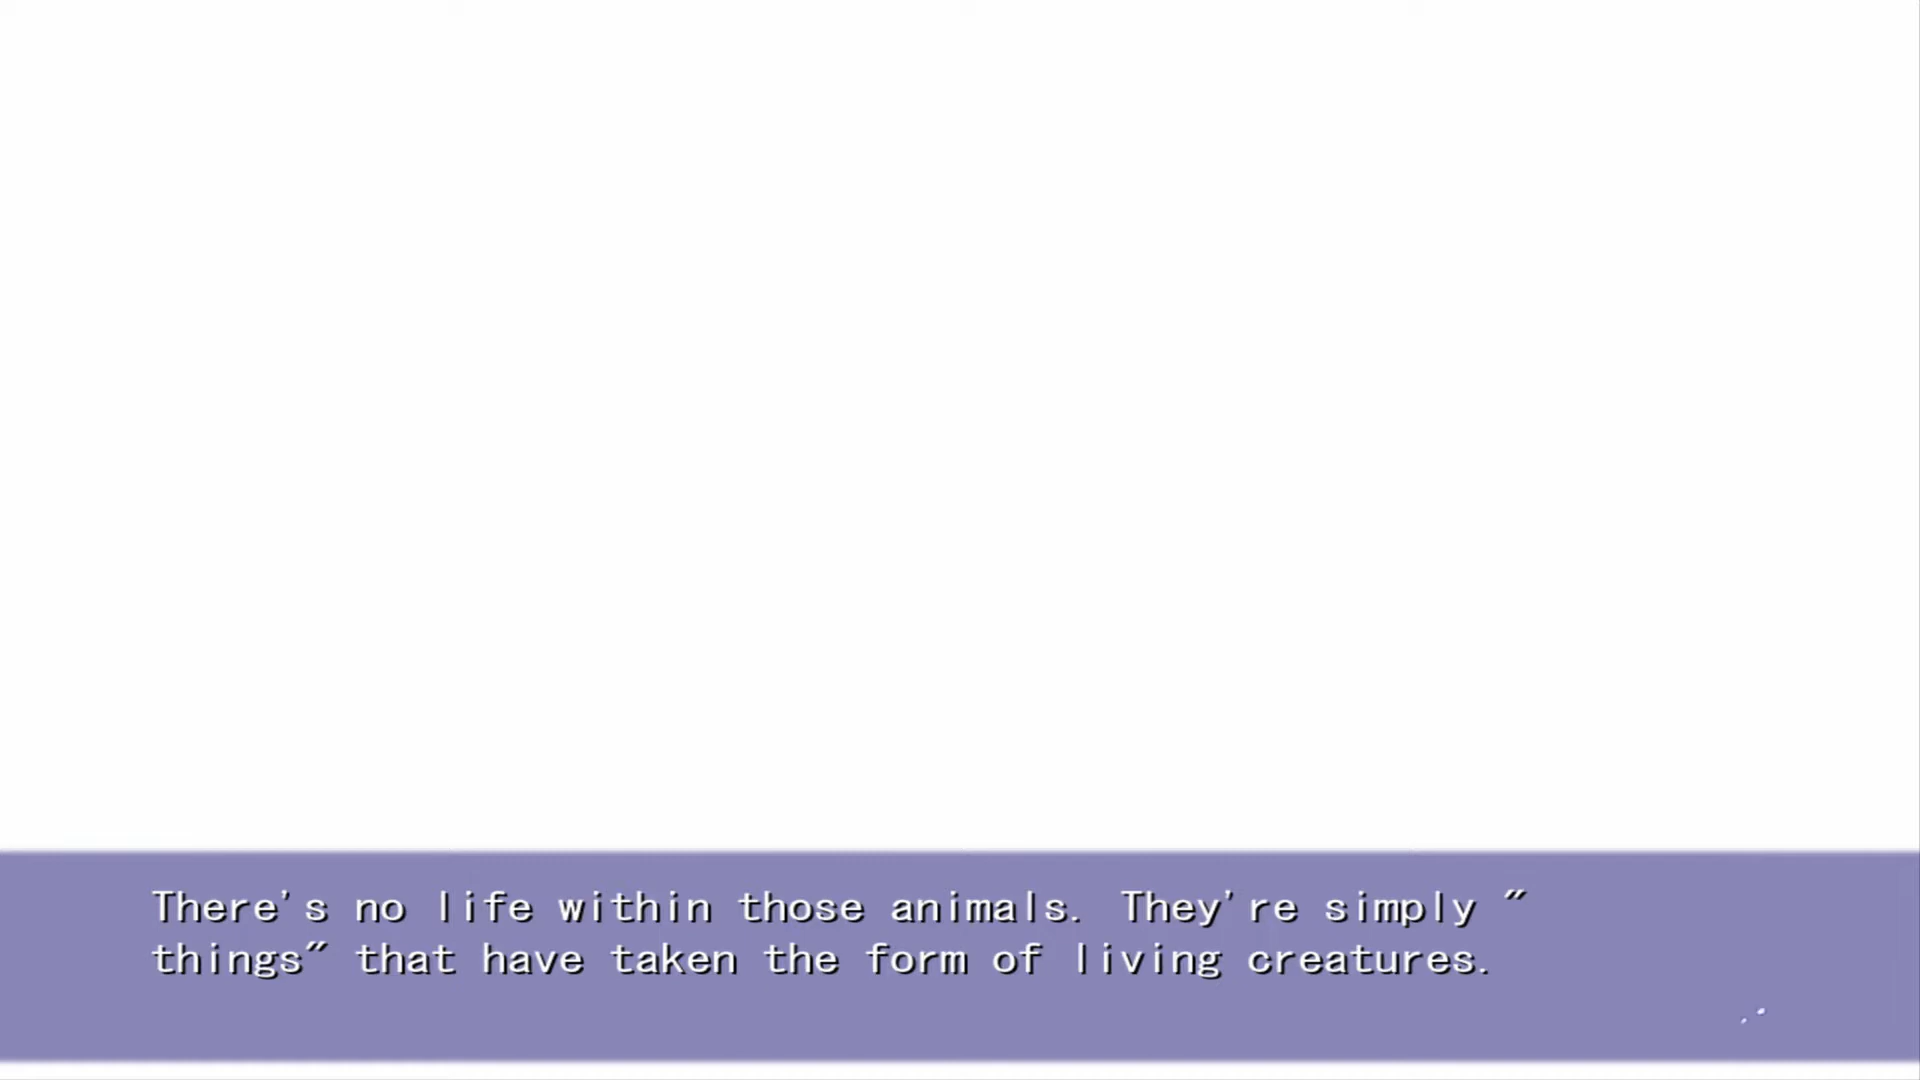 There's no life within those animals. They're simply "
things" that have taken the form of living creatures.